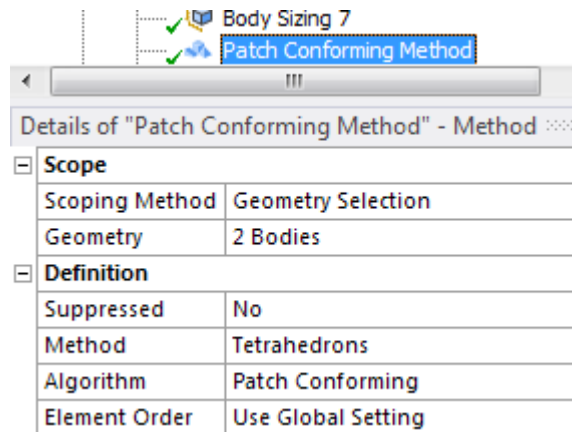 Body Sizing 7
Patch Conforming Method
Details of "Patch Conforming Method" - Method
Scope
Scoping Method Geometry Selection
Geometry 2 Bodies
Definition
Suppressed No
Method Tetrahedrons
Algorithm Patch Conforming
Element Order Use Global Setting